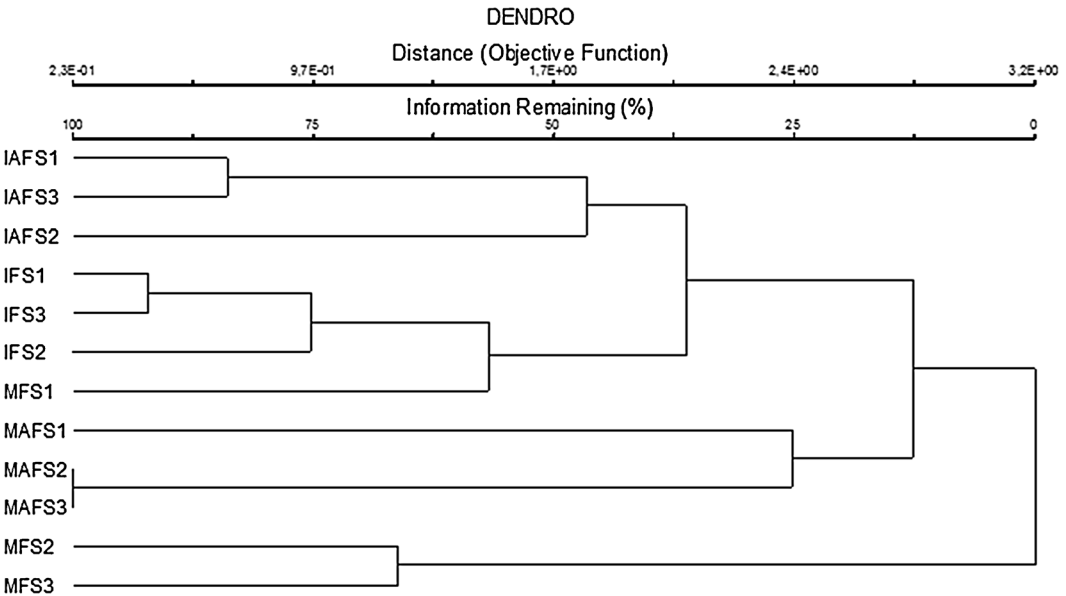 DENDRO
Distance (Objective Function)
2,3E-01 9,7E-01 1,7E+00 2,4E+00 3,2E+00
Information Remaining (%)
100 75 50 25 0
IAFS1
IAFS3
IAFS2
IFS1
IFS3
IFS2
MFS1
MAFS1
MAFS2
MAFS3
MFS2
MFS3